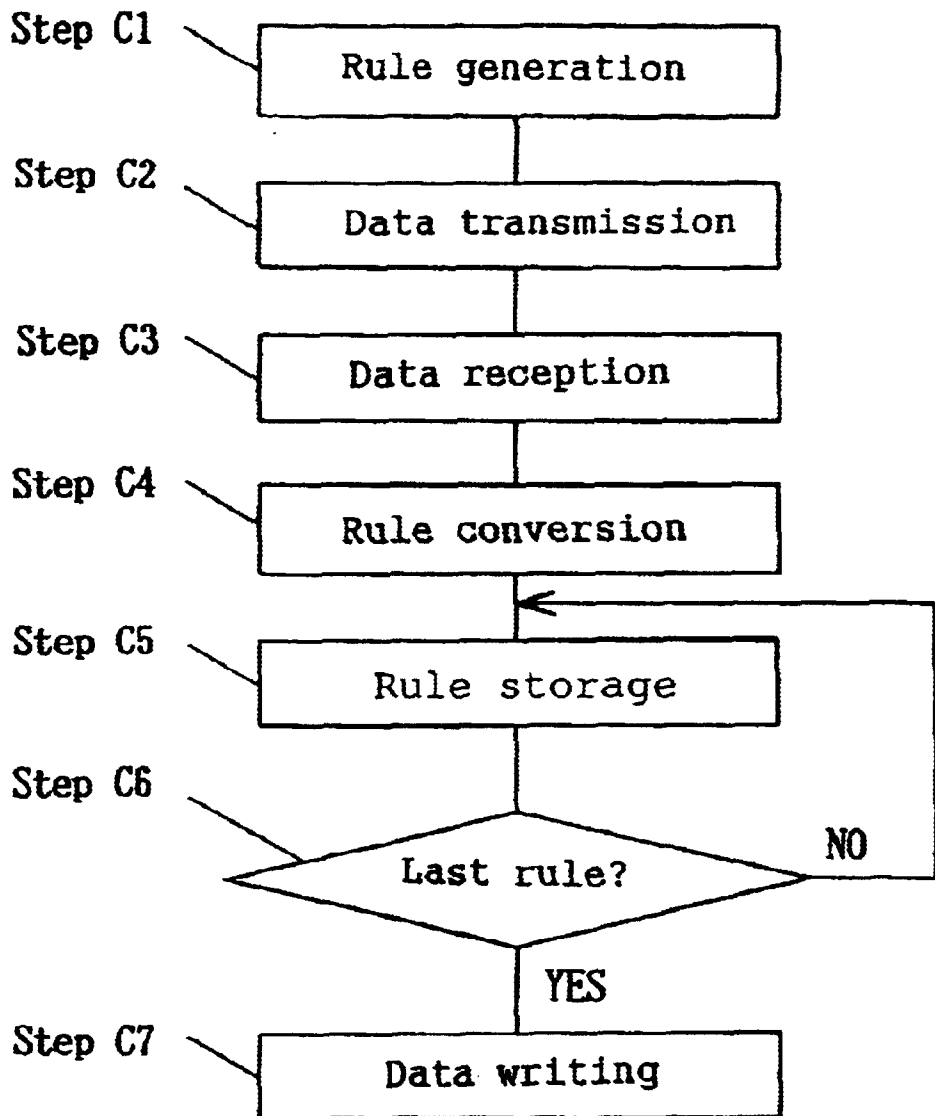 Step C1
Rule generation
Step C2
Data transmission
Step C3
Data reception
Step C4
Rule conversion
Step C5
Rule storage
Step C6
Last rule?
NO
YES
Step C7
Data writing